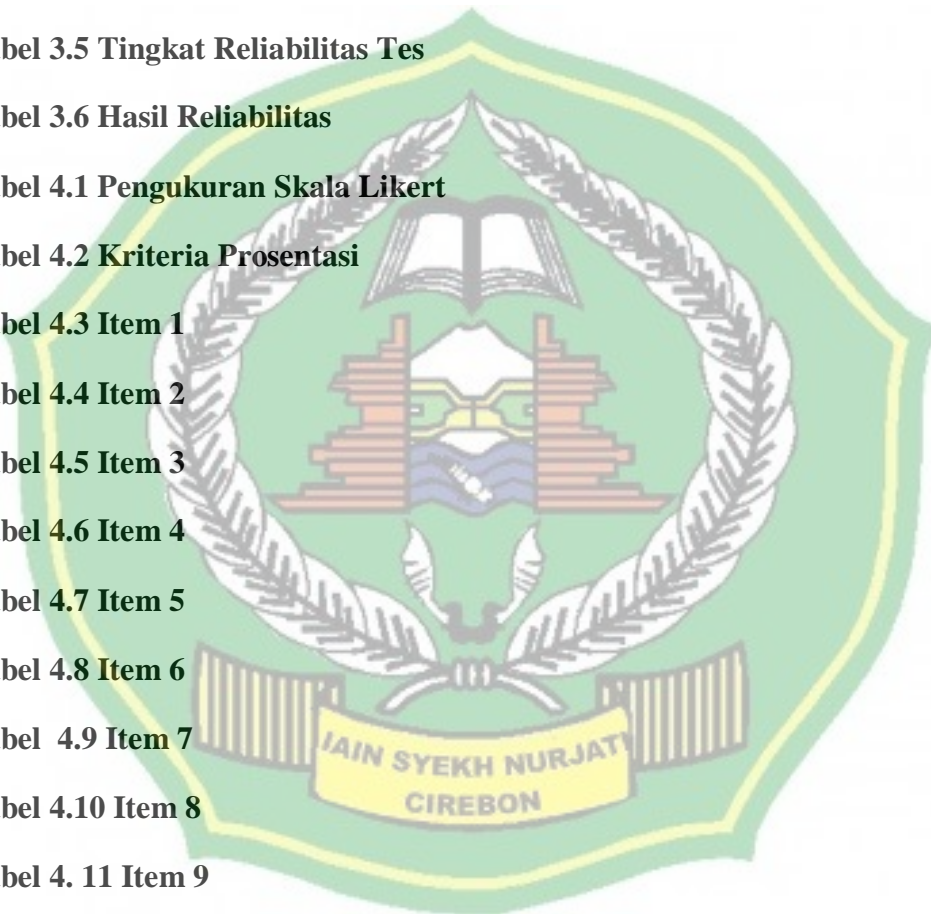 bel 3.5 Tingkat Reliabilitas Tes
bel 3.6 Hasil Reliabilitas
bel 4.1 Pengukuran Skala Likert
bel 4.2 Kriteria Prosentasi
bel 4.3 Item 1
bel 4.4 Item 2
bel 4.5 Item 3
bel 4.6 Item 4
bel 4.7 Item 5
bel 4.8 Item 6
bel  4.9 Item 7
IAIN SYEKH NURJATI
CIREBON
bel 4.10 Item 8
bel 4. 11 Item 9